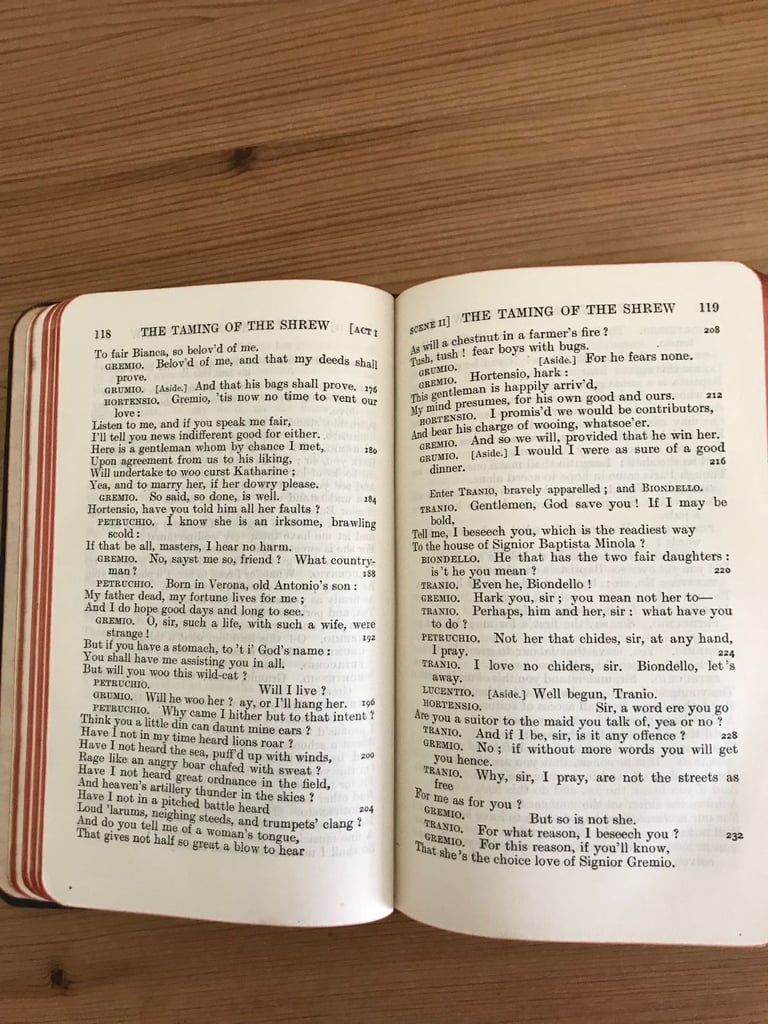 118 THE TAMING OF THE SHREW [ACT I
To fair Bianca, so belov'd of me.
GREMIO. Belov'd of me, and that my deeds shall
prove.
GRUMIO. [Aside.] And that his bags shall prove. 176
HORTENSIO. Gremio, 'tis now no time to vent our
love :
Listen to me, and if you speak me fair,
I'll tell you news indifferent good for either.
Here is a gentleman whom by chance I met, 180
Upon agreement from us to his liking,
Will undertake to woo curst Katharine ;
Yea, and to marry her, if her dowry please.
GREMIO. So said, so done, is well. 184
Hortensio, have you told him all her faults ?
PETRUCHIO. I know she is an irksome, brawling
scold :
If that be all, masters, I hear no harm.
GREMIO. No, sayst me so, friend ? What country-
man ? 188
PETRUCHIO. Born in Verona, old Antonio's son :
My father dead, my fortune lives for me ;
And I do hope good days and long to see.
GREMIO. O, sir, such a life, with such a wife, were
strange ! 192
But if you have a stomach, to 't i' God's name :
You shall have me assisting you in all.
But will you woo this wild-cat ?
PETRUCHIO. Will I live ?
GRUMIO. Will he woo her ? ay, or I'll hang her. 196
PETRUCHIO. Why came I hither but to that intent ?
Think you a little din can daunt mine ears ?
Have I not in my time heard lions roar ?
Have I not heard the sea, puff'd up with winds, 200
Rage like an angry boar chafed with sweat ?
Have I not heard great ordnance in the field,
And heaven's artillery thunder in the skies ?
Have I not in a pitched battle heard 204
Loud 'larums, neighing steeds, and trumpets' clang ?
And do you tell me of a woman's tongue,
That gives not half so great a blow to hear
SCENE II] THE TAMING OF THE SHREW 119
As will a chestnut in a farmer's fire ? 208
Tush, tush ! fear boys with bugs.
GRUMIO. [Aside.] For he fears none.
GREMIO. Hortensio, hark :
This gentleman is happily arriv'd,
My mind presumes, for his own good and ours. 212
HORTENSIO. I promis'd we would be contributors,
And bear his charge of wooing, whatsoe'er.
GREMIO. And so we will, provided that he win her.
GRUMIO. [Aside.] I would I were as sure of a good
dinner. 216
Enter TRANIO, bravely apparelled ; and BIONDELLO.
TRANIO. Gentlemen, God save you ! If I may be
bold,
Tell me, I beseech you, which is the readiest way
To the house of Signior Baptista Minola ?
BIONDELLO. He that has the two fair daughters :
is't he you mean ? 220
TRANIO. Even he, Biondello !
GREMIO. Hark you, sir ; you mean not her to—
TRANIO. Perhaps, him and her, sir : what have you
to do ?
PETRUCHIO. Not her that chides, sir, at any hand,
I pray. 224
TRANIO. I love no chiders, sir. Biondello, let's
away.
LUCENTIO. [Aside.] Well begun, Tranio.
HORTENSIO. Sir, a word ere you go
Are you a suitor to the maid you talk of, yea or no ?
TRANIO. And if I be, sir, is it any offence ? 228
GREMIO. No ; if without more words you will get
you hence.
TRANIO. Why, sir, I pray, are not the streets as
free
For me as for you ?
GREMIO. But so is not she.
TRANIO. For what reason, I beseech you ? 232
GREMIO. For this reason, if you'll know,
That she's the choice love of Signior Gremio.